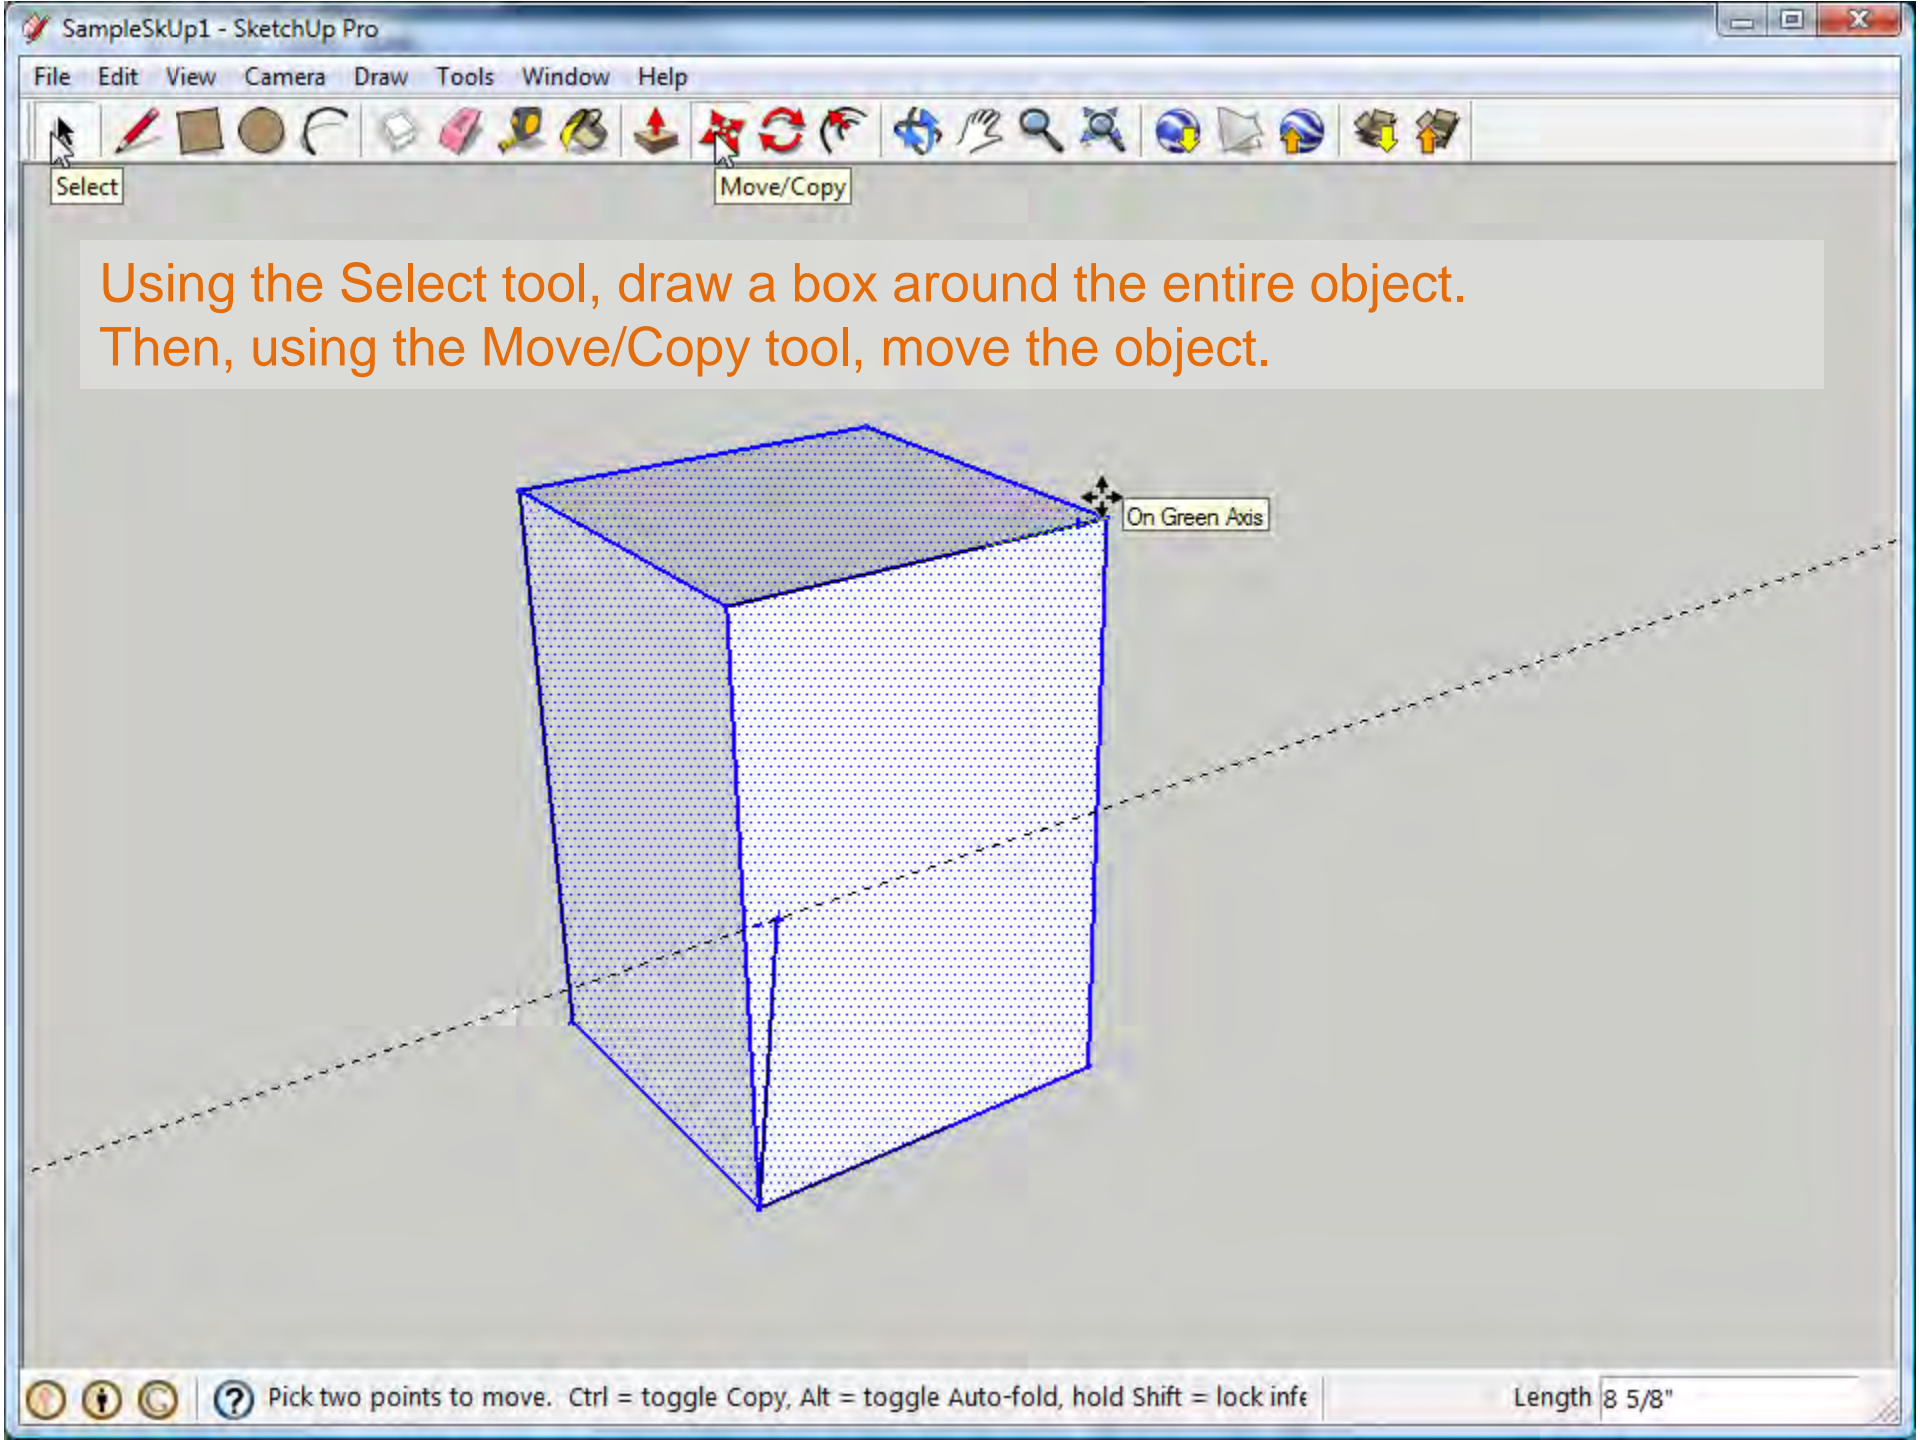 SampleSkUp1 - SketchUp Pro
File Edit View Camera Draw Tools Window Help
Select
Move/Copy
Using the Select tool, draw a box around the entire object.
Then, using the Move/Copy tool, move the object.
On Green Axis
Pick two points to move. Ctrl = toggle Copy, Alt = toggle Auto-fold, hold Shift = lock infe
Length 8 5/8"